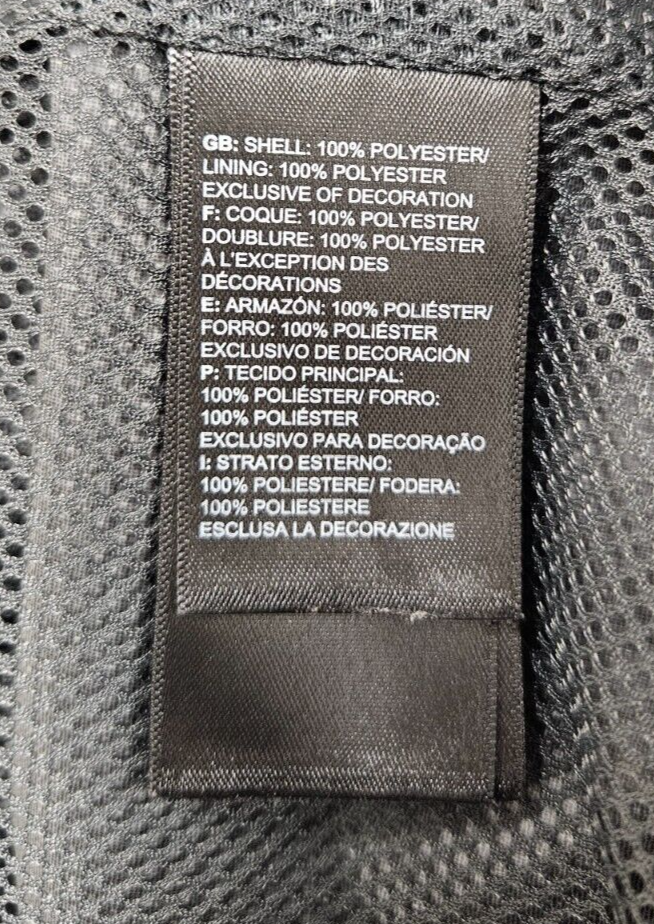 GB: SHELL: 100% POLYESTER/
LINING: 100% POLYESTER
EXCLUSIVE OF DECORATION
F: COQUE: 100% POLYESTER/
DOUBLURE: 100% POLYESTER
À L'EXCEPTION DES
DÉCORATIONS
E: ARMAZÓN: 100% POLIÉSTER/
FORRO: 100% POLIÉSTER
EXCLUSIVO DE DECORACIÓN
P: TECIDO PRINCIPAL:
100% POLIÉSTER/ FORRO:
100% POLIÉSTER
EXCLUSIVO PARA DECORAÇÃO
I: STRATO ESTERNO:
100% POLIESTERE/ FODERA:
100% POLIESTERE
ESCLUSA LA DECORAZIONE